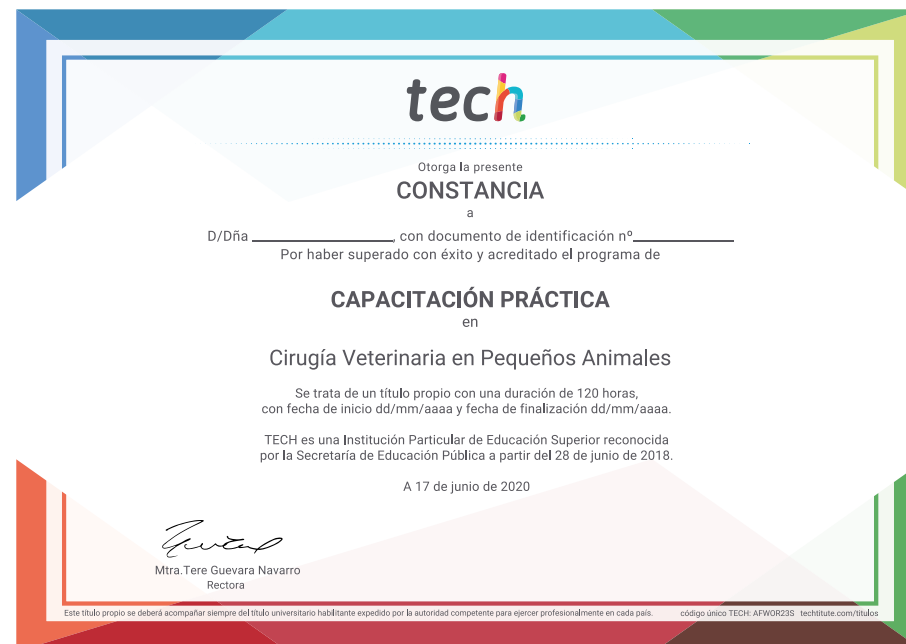 tech
Otorga la presente
CONSTANCIA
a
D/Dña ________________, con documento de identificación nº____________
Por haber superado con éxito y acreditado el programa de
CAPACITACIÓN PRÁCTICA
en
Cirugía Veterinaria en Pequeños Animales
Se trata de un título propio con una duración de 120 horas,
con fecha de inicio dd/mm/aaaa y fecha de finalización dd/mm/aaaa.
TECH es una Institución Particular de Educación Superior reconocida
por la Secretaría de Educación Pública a partir del 28 de junio de 2018.
A 17 de junio de 2020
Mtra.Tere Guevara Navarro
Rectora
Este título propio se deberá acompañar siempre del título universitario habilitante expedido por la autoridad competente para ejercer profesionalmente en cada país. código único TECH: AFWOR23S techtitute.com/titulos